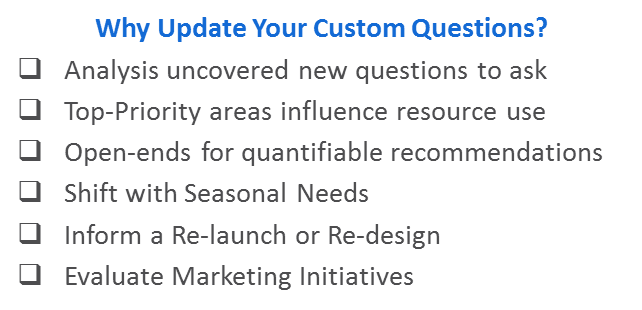 Why Update Your Custom Questions?
❑ Analysis uncovered new questions to ask
❑ Top-Priority areas influence resource use
❑ Open-ends for quantifiable recommendations
❑ Shift with Seasonal Needs
❑ Inform a Re-launch or Re-design
❑ Evaluate Marketing Initiatives